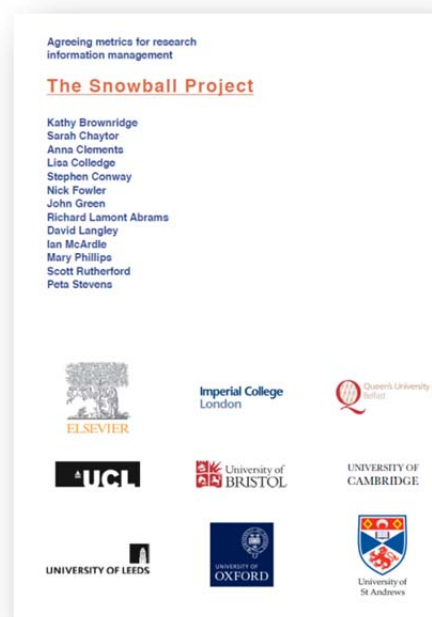 Agreeing metrics for research
information management
The Snowball Project
Kathy Brownridge
Sarah Chaytor
Anna Clements
Lisa Colledge
Stephen Conway
Nick Fowler
John Green
Richard Lamont Abrams
David Langley
Ian McArdle
Mary Phillips
Scott Rutherford
Peta Stevens
ELSEVIER
Imperial College
London
Queen's University
Belfast
UCL
University of
BRISTOL
UNIVERSITY OF
CAMBRIDGE
UNIVERSITY OF LEEDS
UNIVERSITY OF
OXFORD
University of
St Andrews